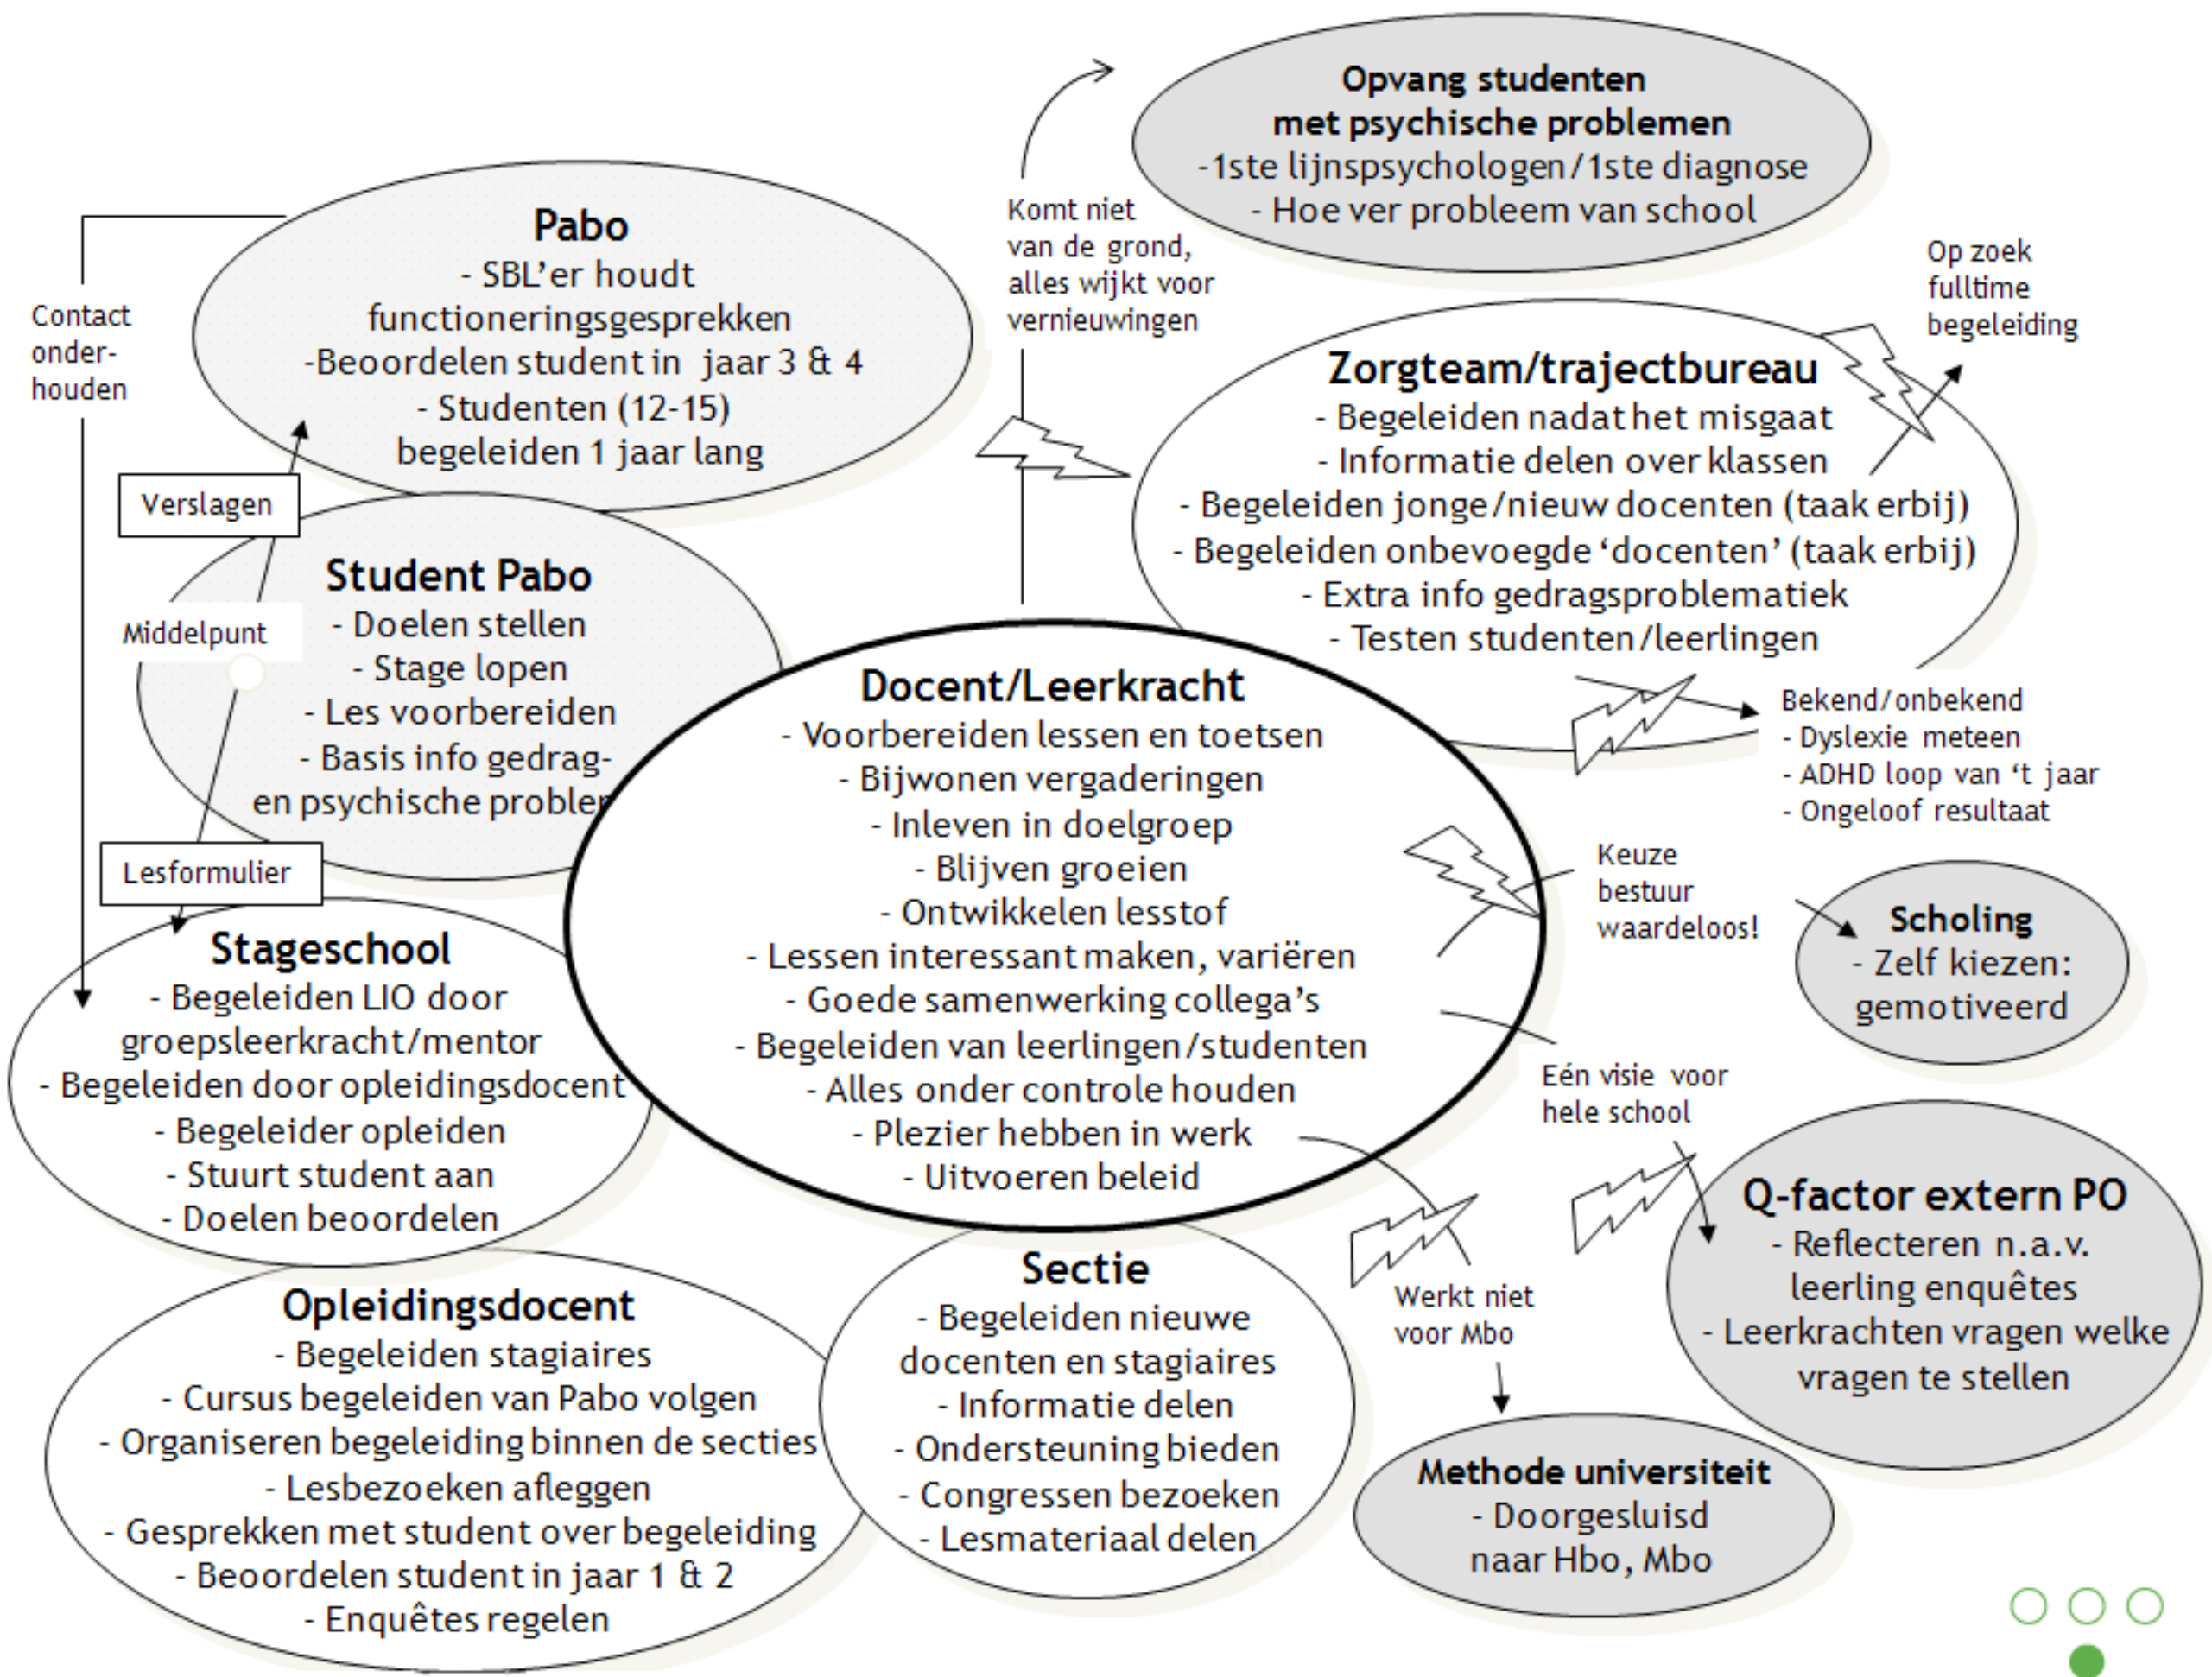 Opvang studenten
met psychische problemen
-1ste lijnspsychologen/1ste diagnose
- Hoe ver probleem van school
Komt niet
van de grond,
alles wijkt voor
vernieuwingen
Pabo
- SBL'er houdt
functioneringsgesprekken
-Beoordelen student in jaar 3 & 4
- Studenten (12-15)
begeleiden 1 jaar lang
Contact
onder-
houden
Op zoek
fulltime
begeleiding
Zorgteam/trajectbureau
- Begeleiden nadat het misgaat
- Informatie delen over klassen
- Begeleiden jonge/nieuw docenten (taak erbij)
- Begeleiden onbevoegde 'docenten' (taak erbij)
- Extra info gedragsproblematiek
- Testen studenten/leerlingen
Verslagen
Student Pabo
- Doelen stellen
- Stage lopen
- Les voorbereiden
- Basis info gedrag-
en psychische
Middelpunt
Lesformulier
Docent/Leerkracht
- Voorbereiden lessen en toetsen
- Bijwonen vergaderingen
- Inleven in doelgroep
- Blijven groeien
- Ontwikkelen lesstof
- Lessen interessant maken, variëren
- Goede samenwerking collega's
- Begeleiden van leerlingen/studenten
- Alles onder controle houden
- Plezier hebben in werk
- Uitvoeren beleid
Bekend/onbekend
- Dyslexie meteen
- ADHD loop van 't jaar
- Ongeloof resultaat
Keuze
bestuur
waardeloos!
Scholing
- Zelf kiezen:
gemotiveerd
Stageschool
- Begeleiden LIO door
groepsleerkracht/mentor
- Begeleiden door opleidingsdocent
- Begeleider opleiden
- Stuurt student aan
- Doelen beoordelen
Eén visie voor
hele school
Q-factor extern PO
- Reflecteren n.a.v.
leerling enquêtes
- Leerkrachten vragen welke
vragen te stellen
Opleidingsdocent
- Begeleiden stagiaires
- Cursus begeleiden van Pabo volgen
- Organiseren begeleiding binnen de secties
- Lesbezoeken afleggen
- Gesprekken met student over begeleiding
- Beoordelen student in jaar 1 & 2
- Enquêtes regelen
Sectie
- Begeleiden nieuwe
docenten en stagiaires
- Informatie delen
- Ondersteuning bieden
- Congressen bezoeken
- Lesmateriaal delen
Werkt niet
voor Mbo
Methode universiteit
- Doorgesluisd
naar Hbo, Mbo